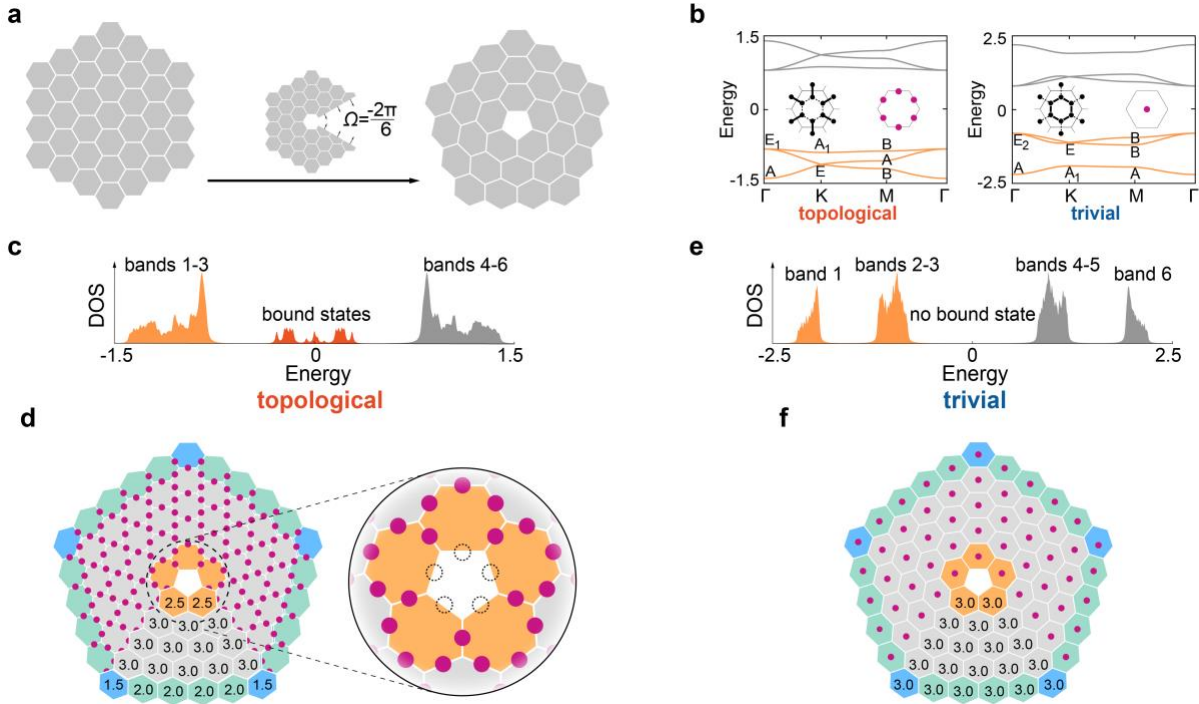 a
Ω=-2π/6
b
1.5
Energy
0
-1.5
E1 A1 B
A
A E B
Γ K M Γ
topological
2.5
Energy
0
-2.5
E2 E B
B
A A1 A
Γ K M Γ
trivial
c
bands 1-3
bands 4-6
bound states
DOS
-1.5 0 1.5
Energy
topological
e
band 1
bands 2-3
bands 4-5
band 6
no bound state
DOS
-2.5 0 2.5
Energy
trivial
d
2.5 2.5
3.0 3.0 3.0
3.0 3.0
3.0 3.0 3.0
3.0 3.0
3.0 3.0 3.0
1.5 2.0 2.0 2.0 2.0 1.5
f
3.0 3.0
3.0 3.0 3.0
3.0 3.0
3.0 3.0 3.0
3.0 3.0
3.0 3.0 3.0
3.0 3.0 3.0 3.0 3.0 3.0